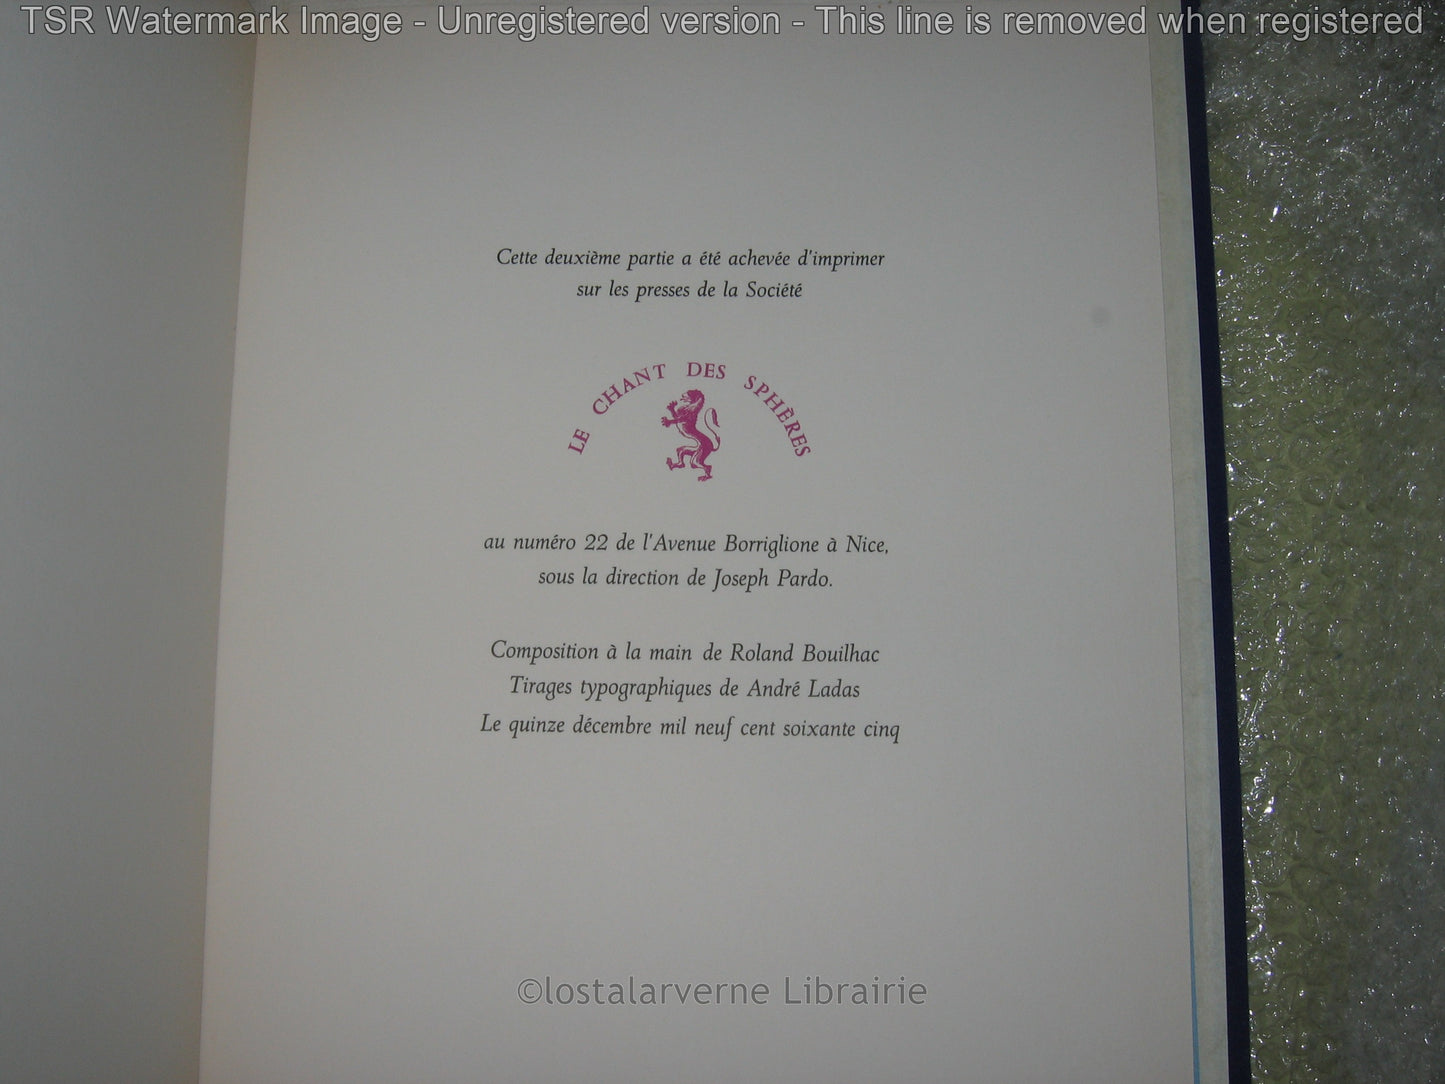 TSR Watermark Image - Unregistered version - This line is removed when registered
Cette deuxième partie a été achevée d'imprimer
sur les presses de la Société
LE CHANT DES SPHÈRES
au numéro 22 de l'Avenue Borriglione à Nice,
sous la direction de Joseph Pardo.
Composition à la main de Roland Bouilhac
Tirages typographiques de André Ladas
Le quinze décembre mil neuf cent soixante cinq
©lostalarverne Librairie